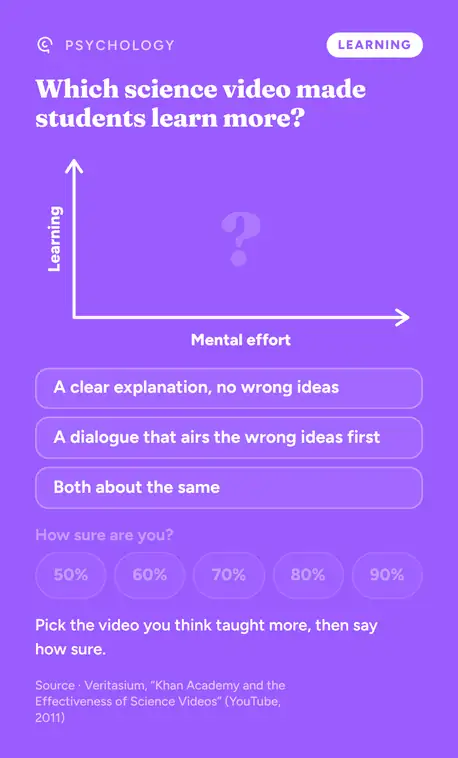 PSYCHOLOGY
LEARNING
Which science video made
students learn more?
Learning
?
Mental effort
A clear explanation, no wrong ideas
A dialogue that airs the wrong ideas first
Both about the same
How sure are you?
50%
60%
70%
80%
90%
Pick the video you think taught more, then say
how sure.
Source · Veritasium, “Khan Academy and the
Effectiveness of Science Videos” (YouTube,
2011)